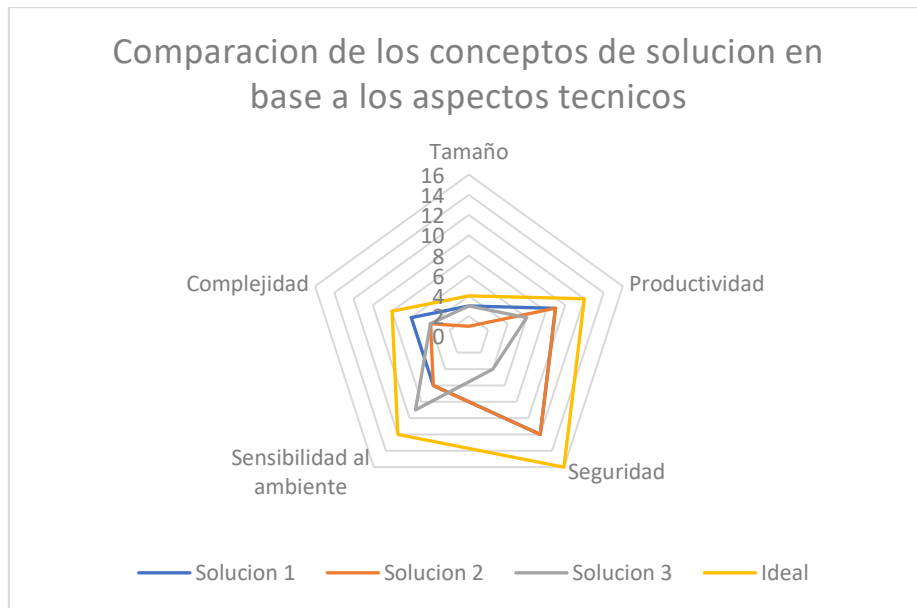 Comparacion de los conceptos de solucion en
base a los aspectos tecnicos
Tamaño
16
14
12
10
8
6
4
2
0
Complejidad
Productividad
Sensibilidad al
ambiente
Seguridad
Solucion 1
Solucion 2
Solucion 3
Ideal